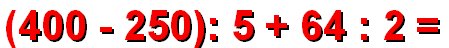 (400 - 250): 5 + 64 : 2 =